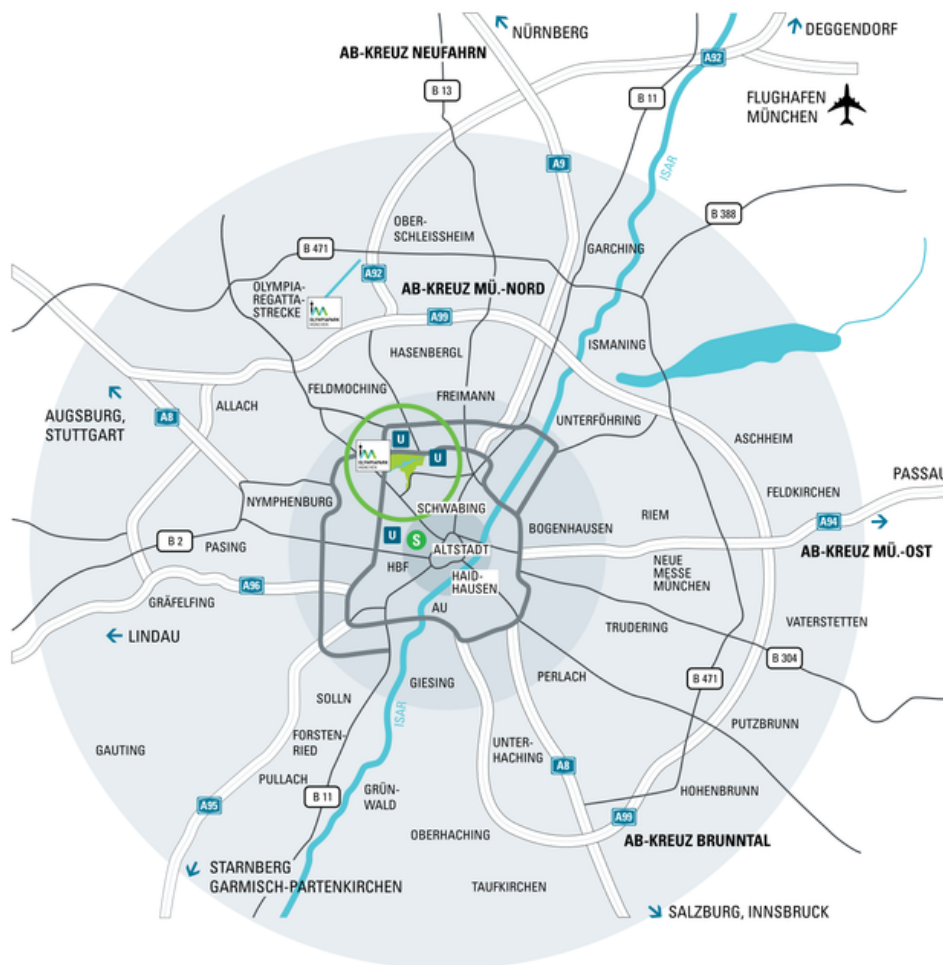 NÜRNBERG
DEGGENDORF
AB-KREUZ NEUFAHRN
A92
B 13
B 11
FLUGHAFEN
MÜNCHEN
ISAR
A9
B 388
OBER-
SCHLEISSHEIM
B 471
GARCHING
A92
OLYMPIA-
REGATTA-
STRECKE
OLYMPIAPARK
MÜNCHEN
AB-KREUZ MÜ.-NORD
A99
ISMANING
HASENBERGL
FELDMOCHING
FREIMANN
ALLACH
AUGSBURG,
STUTTGART
A8
UNTERFÖHRING
ASCHHEIM
U
U
OLYMPIAPARK
MÜNCHEN
PASSAU
FELDKIRCHEN
NYMPHENBURG
SCHWABING
RIEM
BOGENHAUSEN
A94
B 2
PASING
U
S
ALTSTADT
AB-KREUZ MÜ.-OST
HBF
NEUE
MESSE
MÜNCHEN
HAID-
HAUSEN
A96
GRÄFELFING
AU
VATERSTETTEN
TRUDERING
LINDAU
B 304
PERLACH
B 471
GIESING
SOLLN
ISAR
PUTZBRUNN
FORSTEN-
RIED
UNTER-
HACHING
GAUTING
A8
PULLACH
GRÜN-
WALD
HOHENBRUNN
B 11
A95
A99
OBERHACHING
AB-KREUZ BRUNNTAL
STARNBERG
GARMISCH-PARTENKIRCHEN
TAUFKIRCHEN
SALZBURG, INNSBRUCK